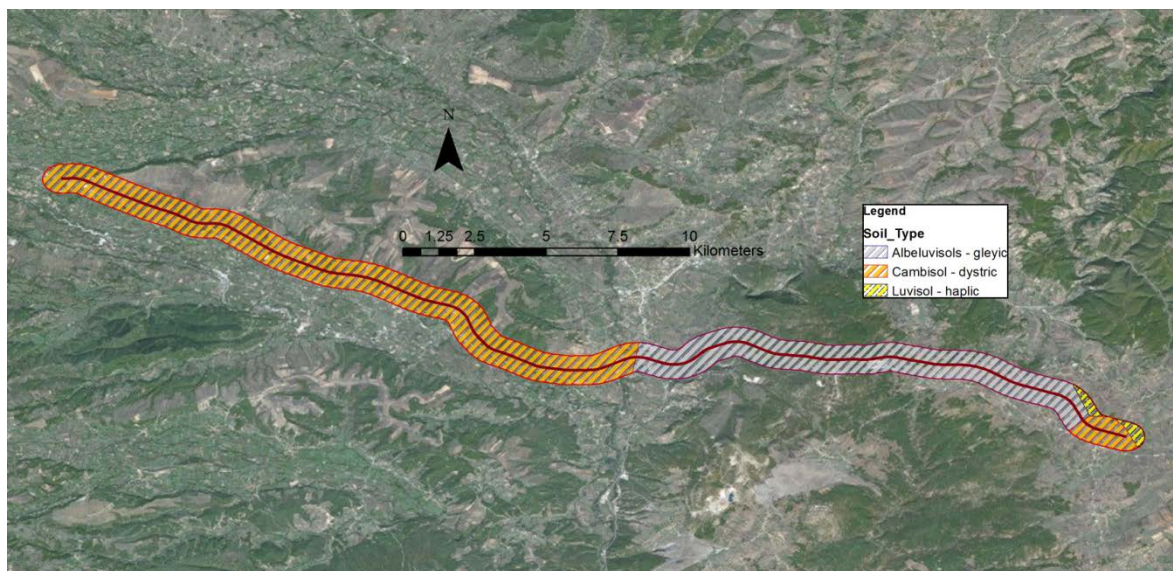 N
0 1.25 2.5 5 7.5 10
Kilometers
Legend
Soil_Type
Albeluvisols - gleyic
Cambisol - dystric
Luvisol - haplic